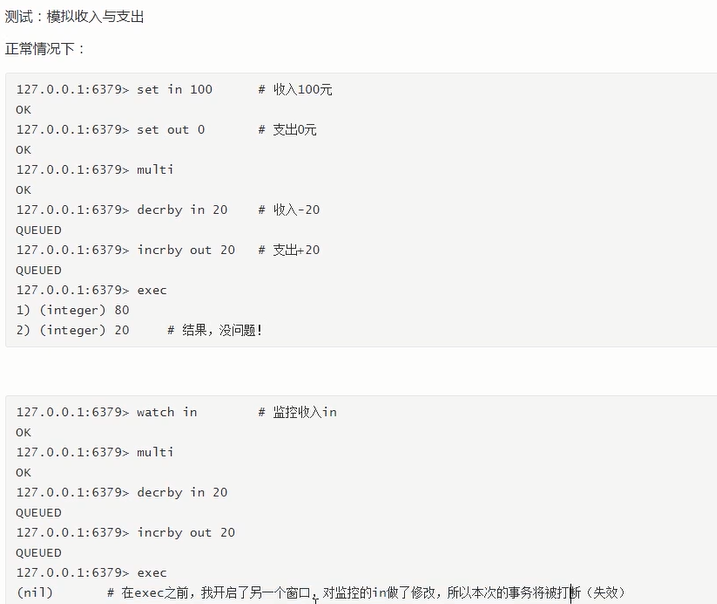 测试：模拟收入与支出
正常情况下：
127.0.0.1:6379> set in 100 # 收入100元
OK
127.0.0.1:6379> set out 0 # 支出0元
OK
127.0.0.1:6379> multi
OK
127.0.0.1:6379> decrby in 20 # 收入-20
QUEUED
127.0.0.1:6379> incrby out 20 # 支出+20
QUEUED
127.0.0.1:6379> exec
1) (integer) 80
2) (integer) 20 # 结果，没问题！
127.0.0.1:6379> watch in # 监控收入in
OK
127.0.0.1:6379> multi
OK
127.0.0.1:6379> decrby in 20
QUEUED
127.0.0.1:6379> incrby out 20
QUEUED
127.0.0.1:6379> exec
(nil) # 在exec之前，我开启了另一个窗口，对监控的in做了修改，所以本次的事务将被打断（失效）